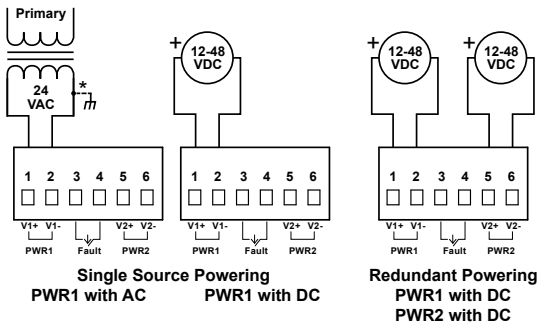 Primary
24
VAC
*
1 2 3 4 5 6
V1+ V1- V2+ V2-
PWR1 Fault PWR2
+
12-48
VDC
1 2 3 4 5 6
V1+ V1- V2+ V2-
PWR1 Fault PWR2
Single Source Powering
PWR1 with AC PWR1 with DC
+ +
12-48 12-48
VDC VDC
1 2 3 4 5 6
V1+ V1- V2+ V2-
PWR1 Fault PWR2
Redundant Powering
PWR1 with DC
PWR2 with DC